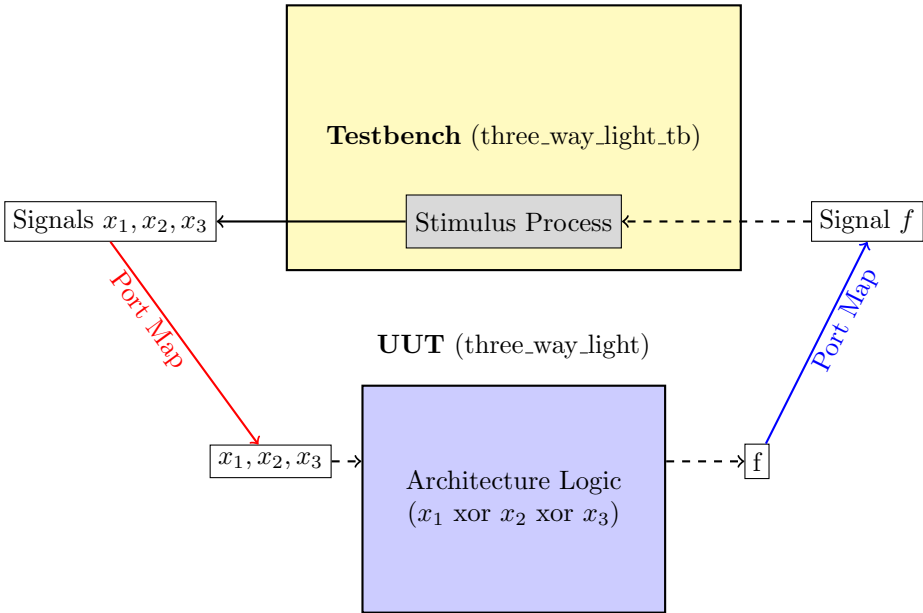 Testbench (three_way_light_tb)
Signals x₁, x₂, x₃
Stimulus Process
Signal f
Port Map
Port Map
UUT (three_way_light)
x₁, x₂, x₃
f
Architecture Logic
(x₁ xor x₂ xor x₃)